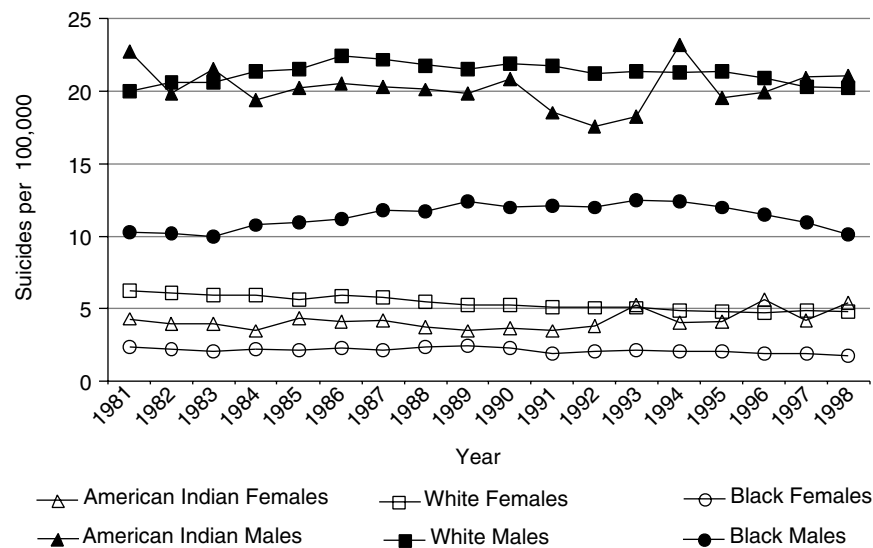 25
20
15
10
5
0
Suicides per 100,000
1981 1982 1983 1984 1985 1986 1987 1988 1989 1990 1991 1992 1993 1994 1995 1996 1997 1998
Year
American Indian Females White Females Black Females
American Indian Males White Males Black Males